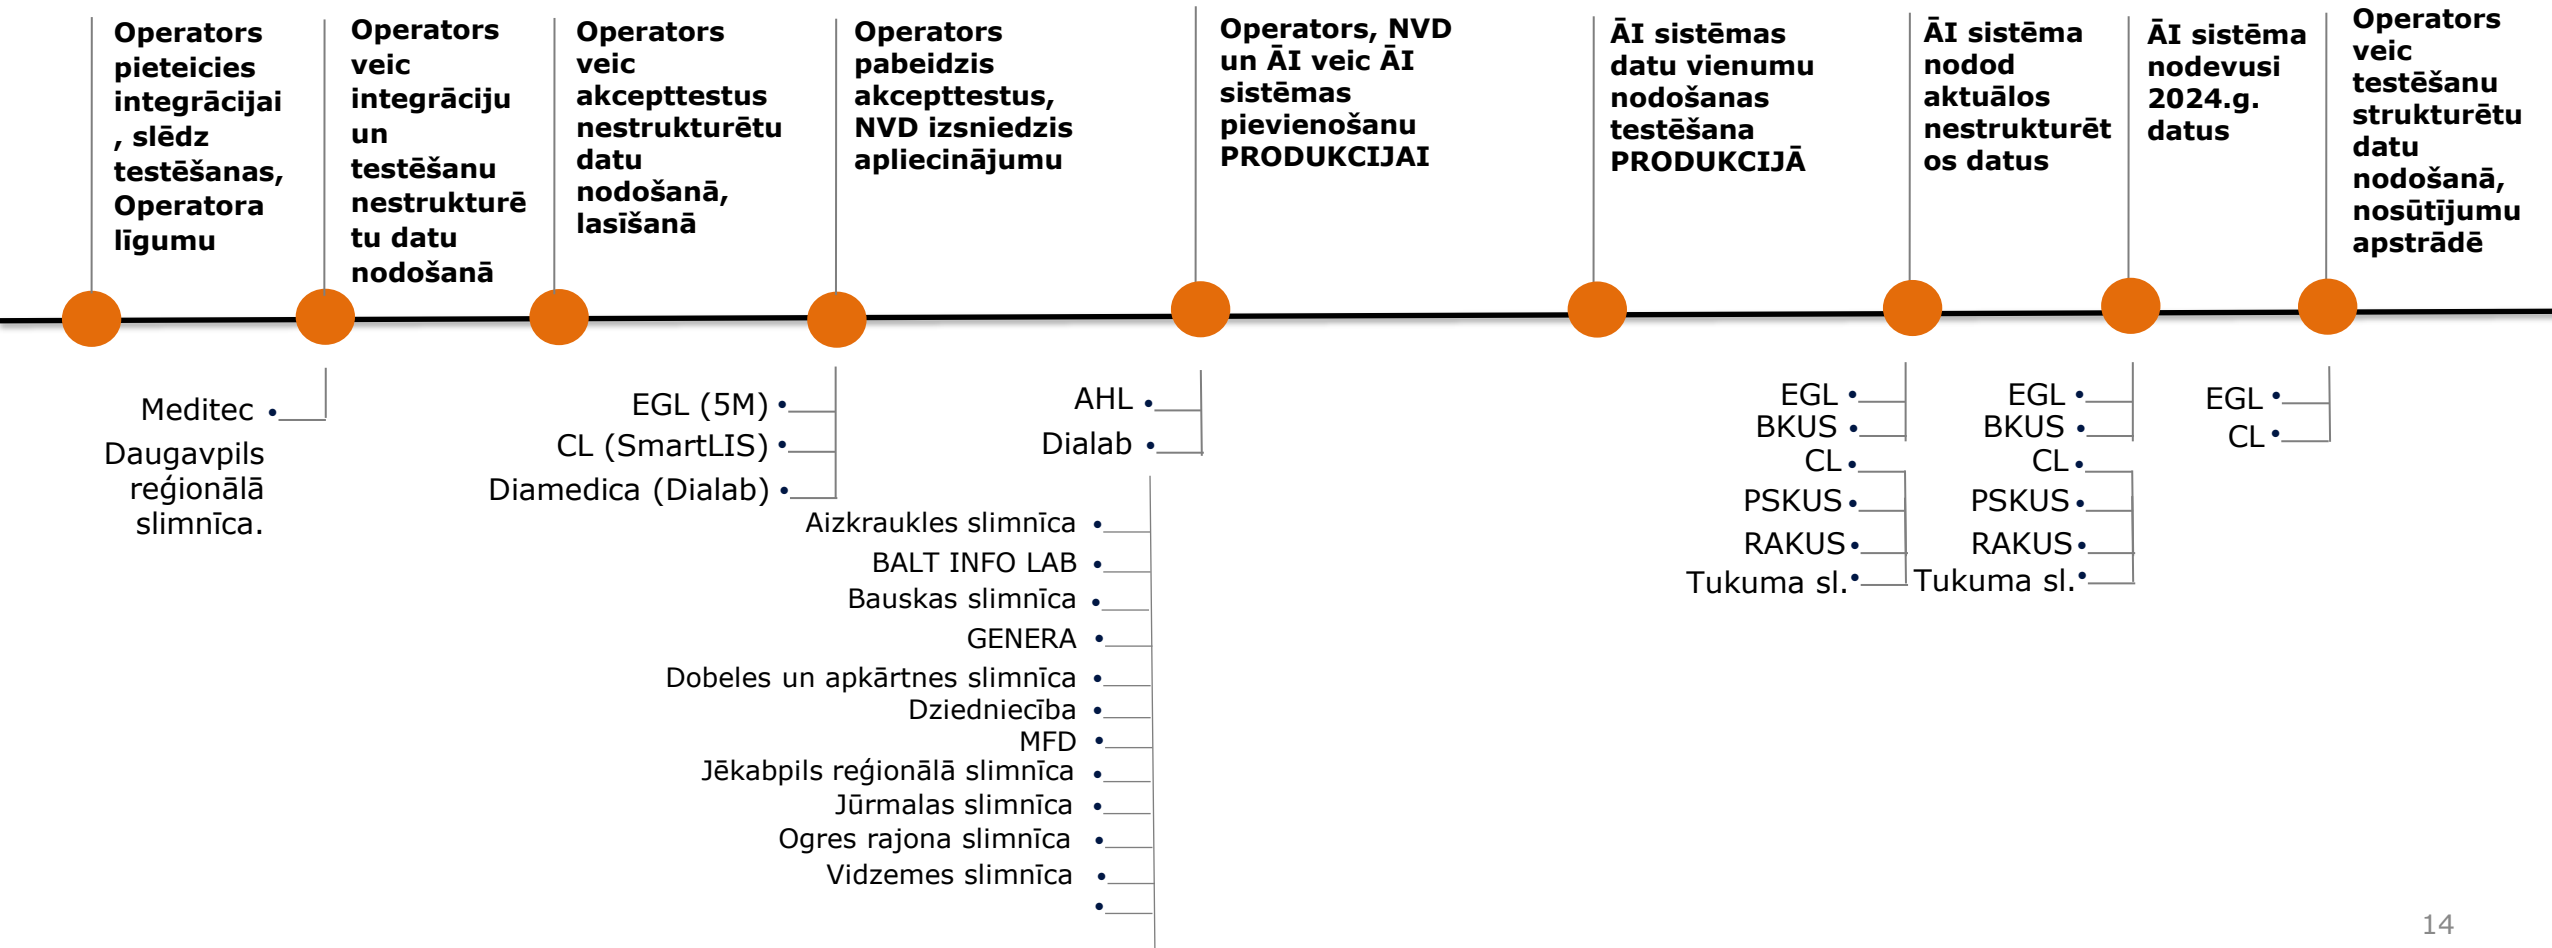 Operators
pieteicies
integrācijai
, slēdz
testēšanas,
Operatora
līgumu
Operators
veic
integrāciju
un
testēšanu
nestrukturē
tu datu
nodošanā
Operators
veic
akcepttestus
nestrukturētu
datu
nodošanā,
lasīšanā
Operators
pabeidzis
akcepttestus,
NVD izsniedzis
apliecinājumu
Operators, NVD
un ĀI veic ĀI
sistēmas
pievienošanu
PRODUKCIJAI
ĀI sistēmas
datu vienumu
nodošanas
testēšana
PRODUKCIJĀ
ĀI sistēma
nodod
aktuālos
nestrukturēt
os datus
ĀI sistēma
nodevusi
2024.g.
datus
Operators
veic
testēšanu
strukturētu
datu
nodošanā,
nosūtījumu
apstrādē
Meditec •
Daugavpils
reģionālā
slimnīca.
EGL (5M) •
CL (SmartLIS) •
Diamedica (Dialab) •
AHL •
Dialab •
Aizkraukles slimnīca •
BALT INFO LAB •
Bauskas slimnīca •
GENERA •
Dobeles un apkārtnes slimnīca •
Dziedniecība •
MFD •
Jēkabpils reģionālā slimnīca •
Jūrmalas slimnīca •
Ogres rajona slimnīca •
Vidzemes slimnīca •
•
EGL •
BKUS •
CL •
PSKUS •
RAKUS •
Tukuma sl. •
EGL •
BKUS •
CL •
PSKUS •
RAKUS •
Tukuma sl. •
EGL •
CL •
14